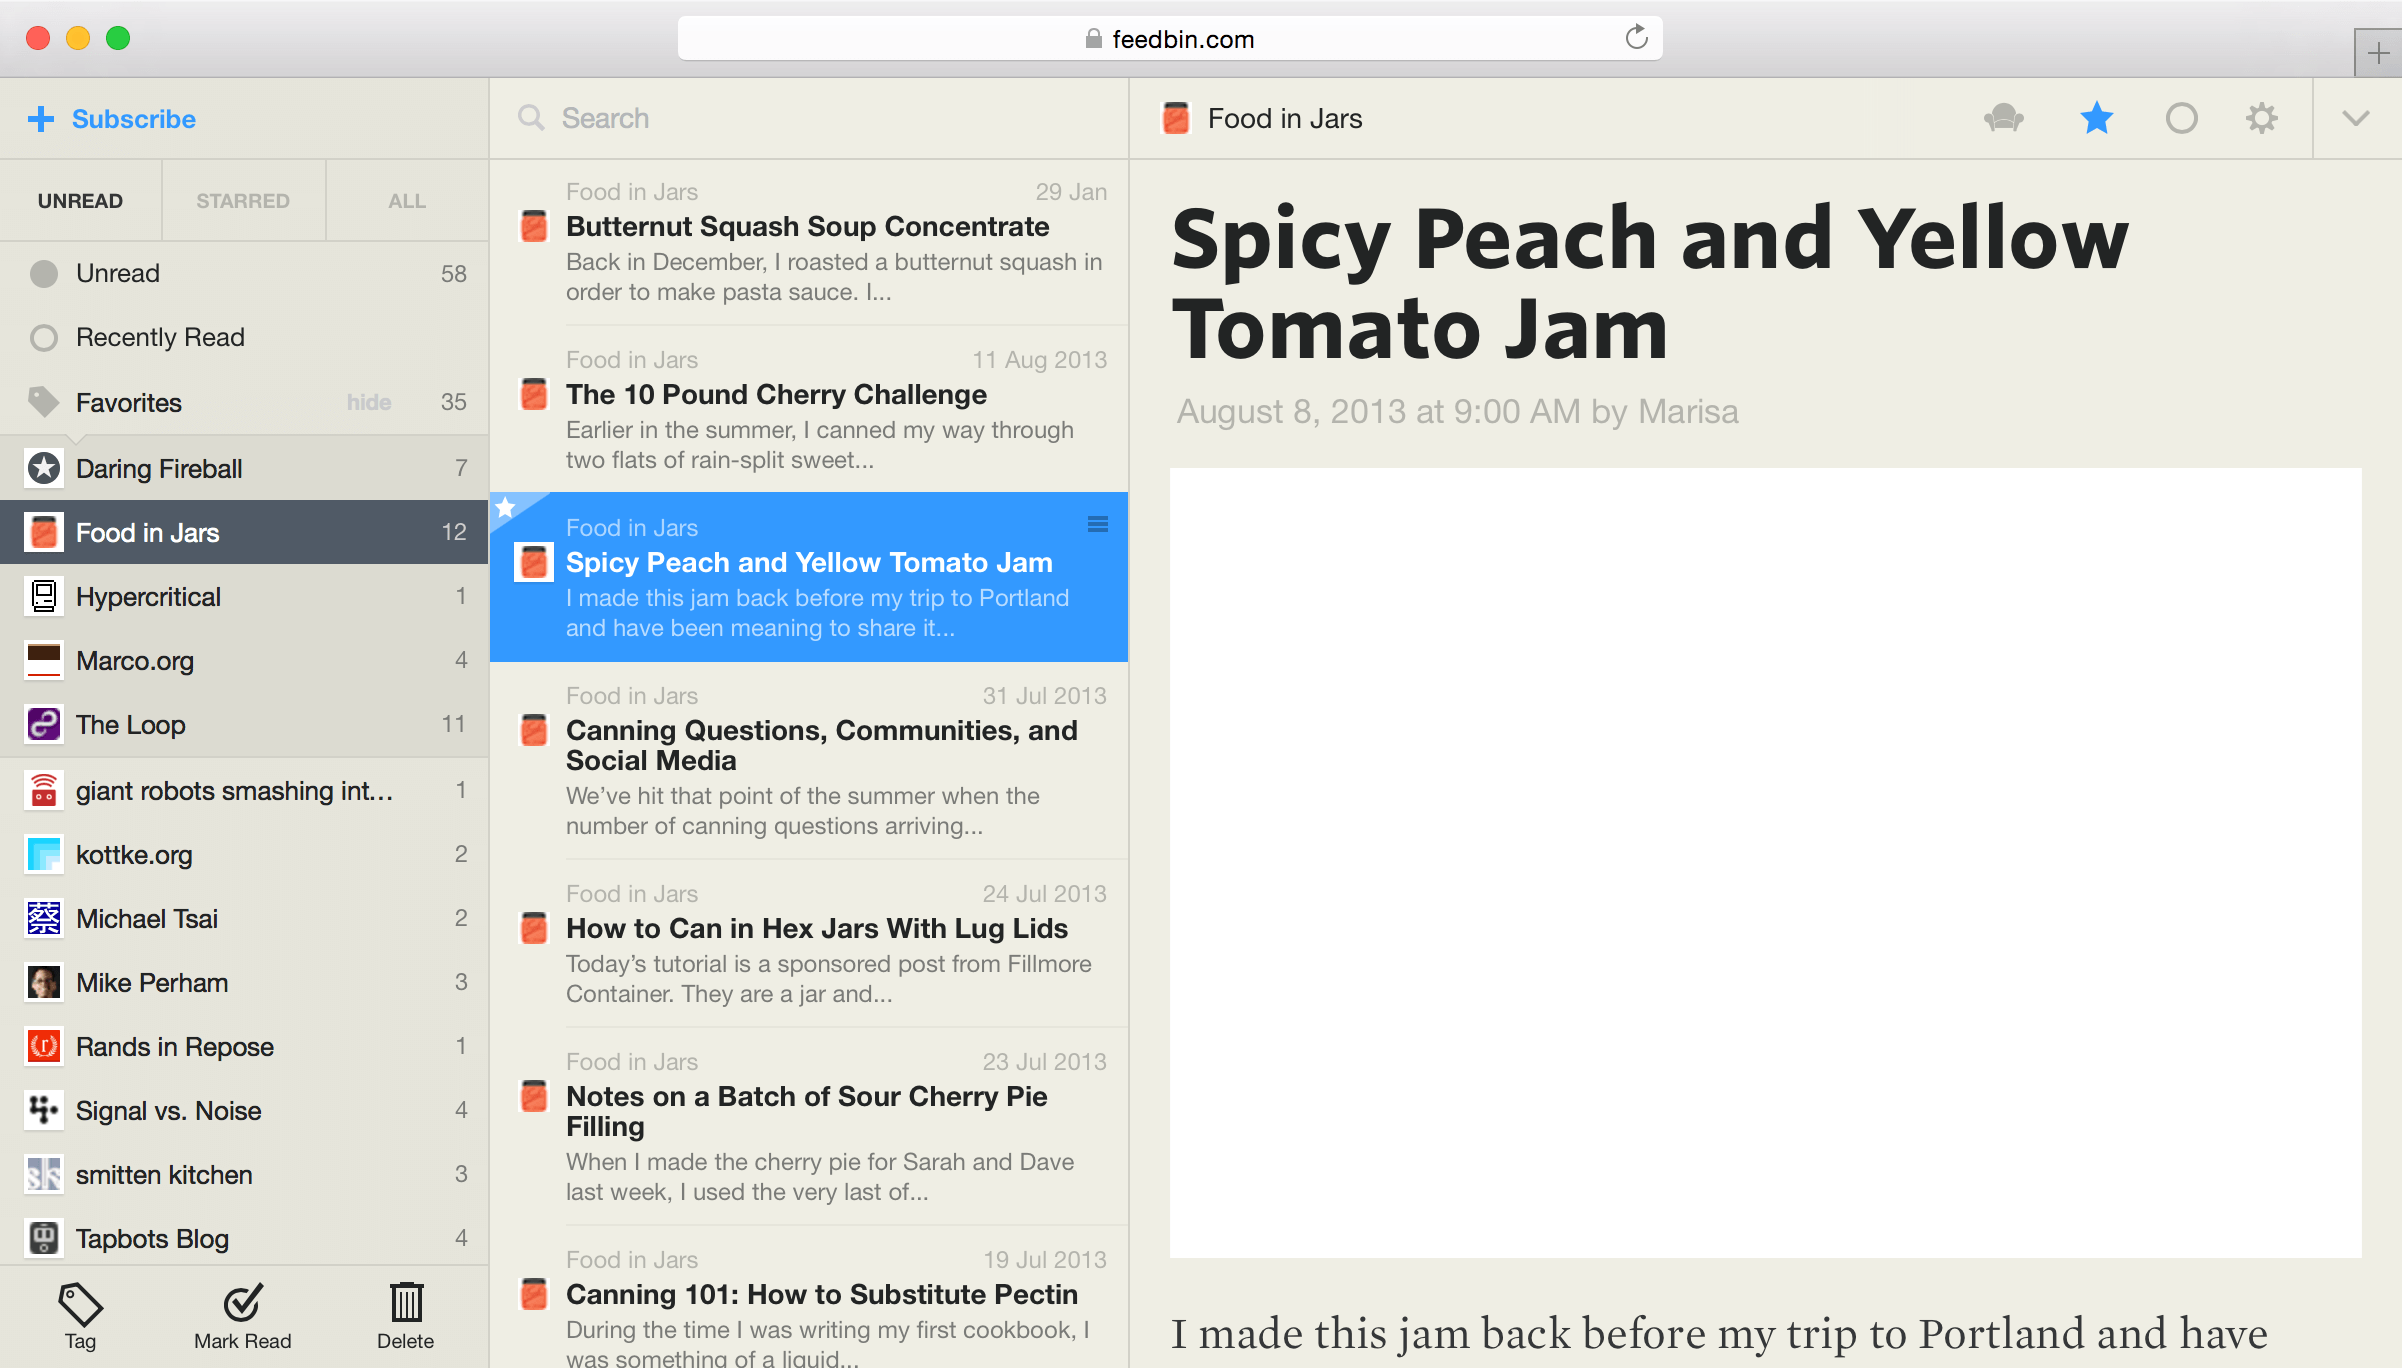 feedbin.com
Subscribe
UNREAD
STARRED
ALL
Unread 58
Recently Read
Favorites hide 35
Daring Fireball 7
Food in Jars 12
Hypercritical 1
Marco.org 4
The Loop 11
giant robots smashing int... 1
kottke.org 2
蔡
Michael Tsai 2
Mike Perham 3
r
Rands in Repose 1
Signal vs. Noise 4
sk
smitten kitchen 3
Tapbots Blog 4
Tag
Mark Read
Delete
Search
Food in Jars 29 Jan
Butternut Squash Soup Concentrate
Back in December, I roasted a butternut squash in
order to make pasta sauce. I...
Food in Jars 11 Aug 2013
The 10 Pound Cherry Challenge
Earlier in the summer, I canned my way through
two flats of rain-split sweet...
Food in Jars
Spicy Peach and Yellow Tomato Jam
I made this jam back before my trip to Portland
and have been meaning to share it...
Food in Jars 31 Jul 2013
Canning Questions, Communities, and
Social Media
We’ve hit that point of the summer when the
number of canning questions arriving...
Food in Jars 24 Jul 2013
How to Can in Hex Jars With Lug Lids
Today’s tutorial is a sponsored post from Fillmore
Container. They are a jar and...
Food in Jars 23 Jul 2013
Notes on a Batch of Sour Cherry Pie
Filling
When I made the cherry pie for Sarah and Dave
last week, I used the very last of...
Food in Jars 19 Jul 2013
Canning 101: How to Substitute Pectin
During the time I was writing my first cookbook, I
was something of a liquid...
Food in Jars
Spicy Peach and Yellow
Tomato Jam
August 8, 2013 at 9:00 AM by Marisa
I made this jam back before my trip to Portland and have